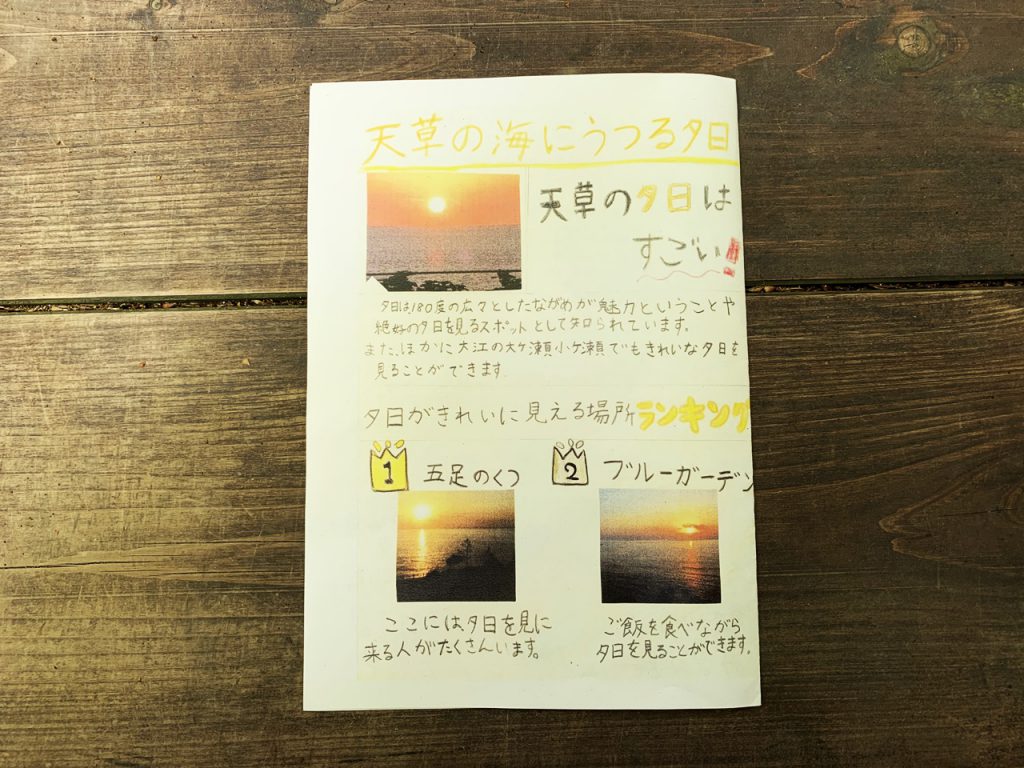 天草の海にうつる夕日
天草の夕日は
すごい!!
夕日は180度の広々としたながめが魅力ということや
絶好の夕日を見るスポットとして知られています。
また、ほかに大江の大ケ瀬小ケ瀬でもきれいな夕日を
見ることができます。
夕日がきれいに見える場所ランキング
1 五足のくつ
2 ブルーガーデン
ここには夕日を見に
来る人がたくさんいます。
ご飯を食べながら
夕日を見ることができます。